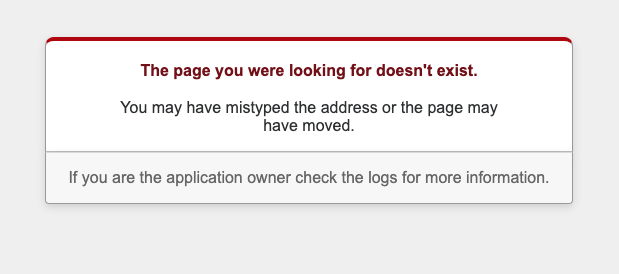 The page you were looking for doesn't exist.
You may have mistyped the address or the page may
have moved.
If you are the application owner check the logs for more information.